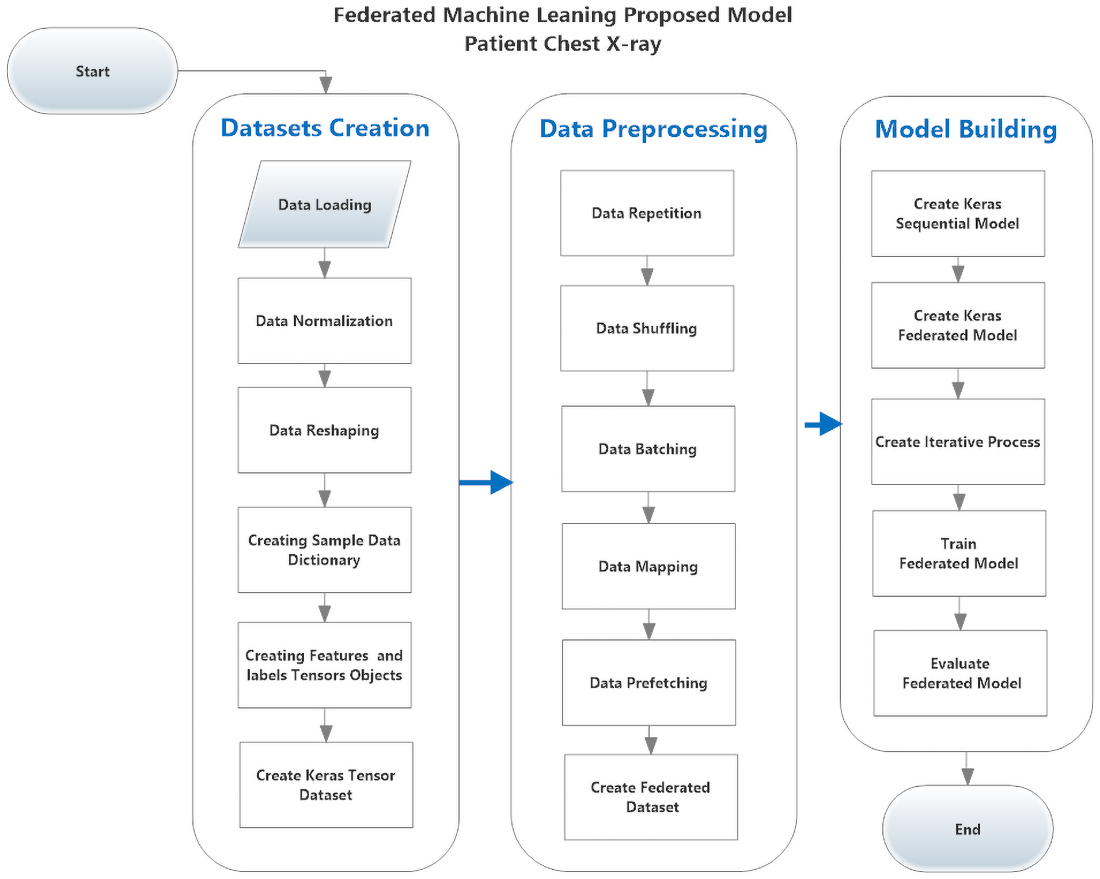 Federated Machine Leaning Proposed Model
Patient Chest X-ray
Start
Datasets Creation
Data Loading
Data Normalization
Data Reshaping
Creating Sample Data
Dictionary
Creating Features and
labels Tensors Objects
Create Keras Tensor
Dataset
Data Preprocessing
Data Repetition
Data Shuffling
Data Batching
Data Mapping
Data Prefetching
Create Federated
Dataset
Model Building
Create Keras
Sequential Model
Create Keras
Federated Model
Create Iterative Process
Train
Federated Model
Evaluate
Federated Model
End